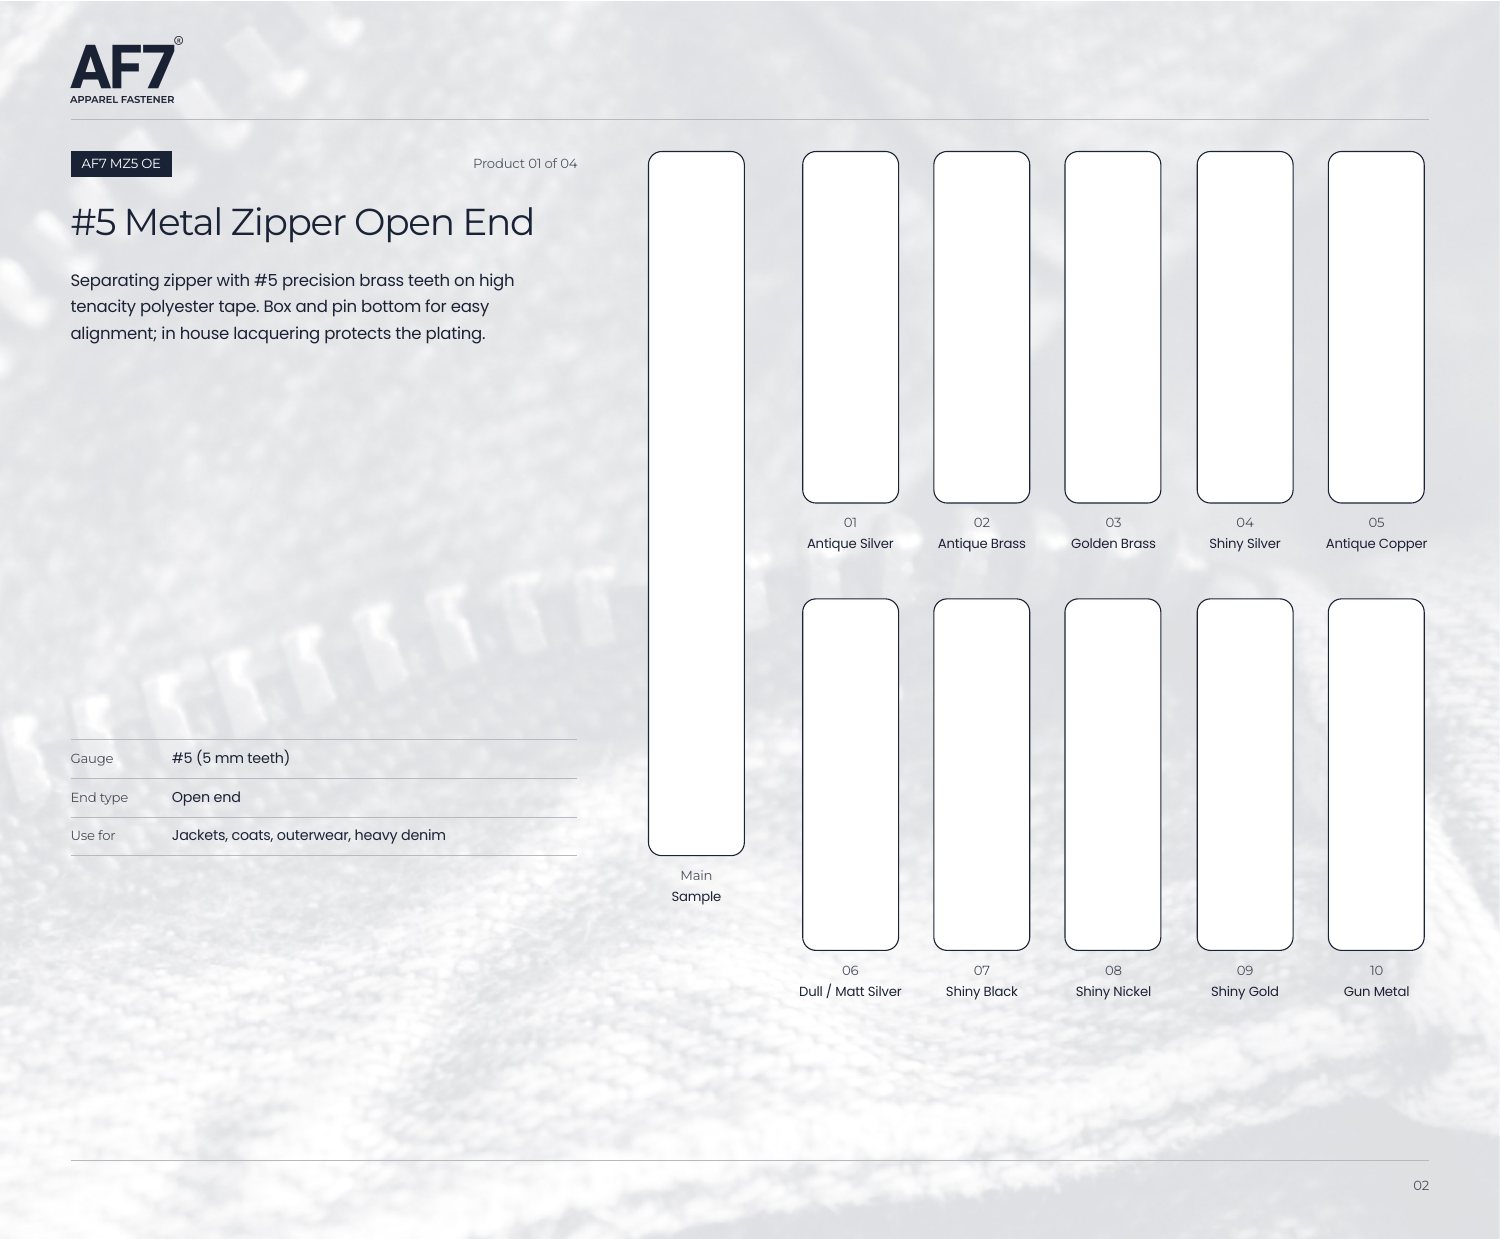 AF7®
APPAREL FASTENER
AF7 MZ5 OE
Product 01 of 04
#5 Metal Zipper Open End
Separating zipper with #5 precision brass teeth on high
tenacity polyester tape. Box and pin bottom for easy
alignment; in house lacquering protects the plating.
Gauge #5 (5 mm teeth)
End type Open end
Use for Jackets, coats, outerwear, heavy denim
Main
Sample
01
Antique Silver
02
Antique Brass
03
Golden Brass
04
Shiny Silver
05
Antique Copper
06
Dull / Matt Silver
07
Shiny Black
08
Shiny Nickel
09
Shiny Gold
10
Gun Metal
02